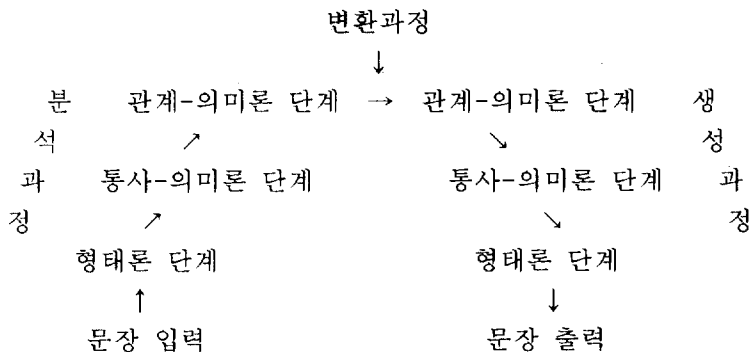 변환과정
↓
분 관계-의미론 단계 → 관계-의미론 단계 생
석 ↗ ↘ 성
과 통사-의미론 단계 통사-의미론 단계 과
정 ↗ ↘ 정
형태론 단계 형태론 단계
↑ ↓
문장 입력 문장 출력